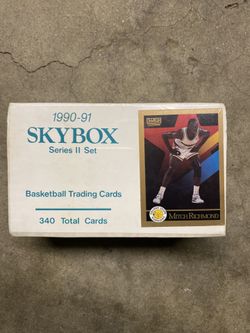 1990-91
SKYBOX
Series II Set
Basketball Trading Cards
340 Total Cards
MITCH RICHMOND